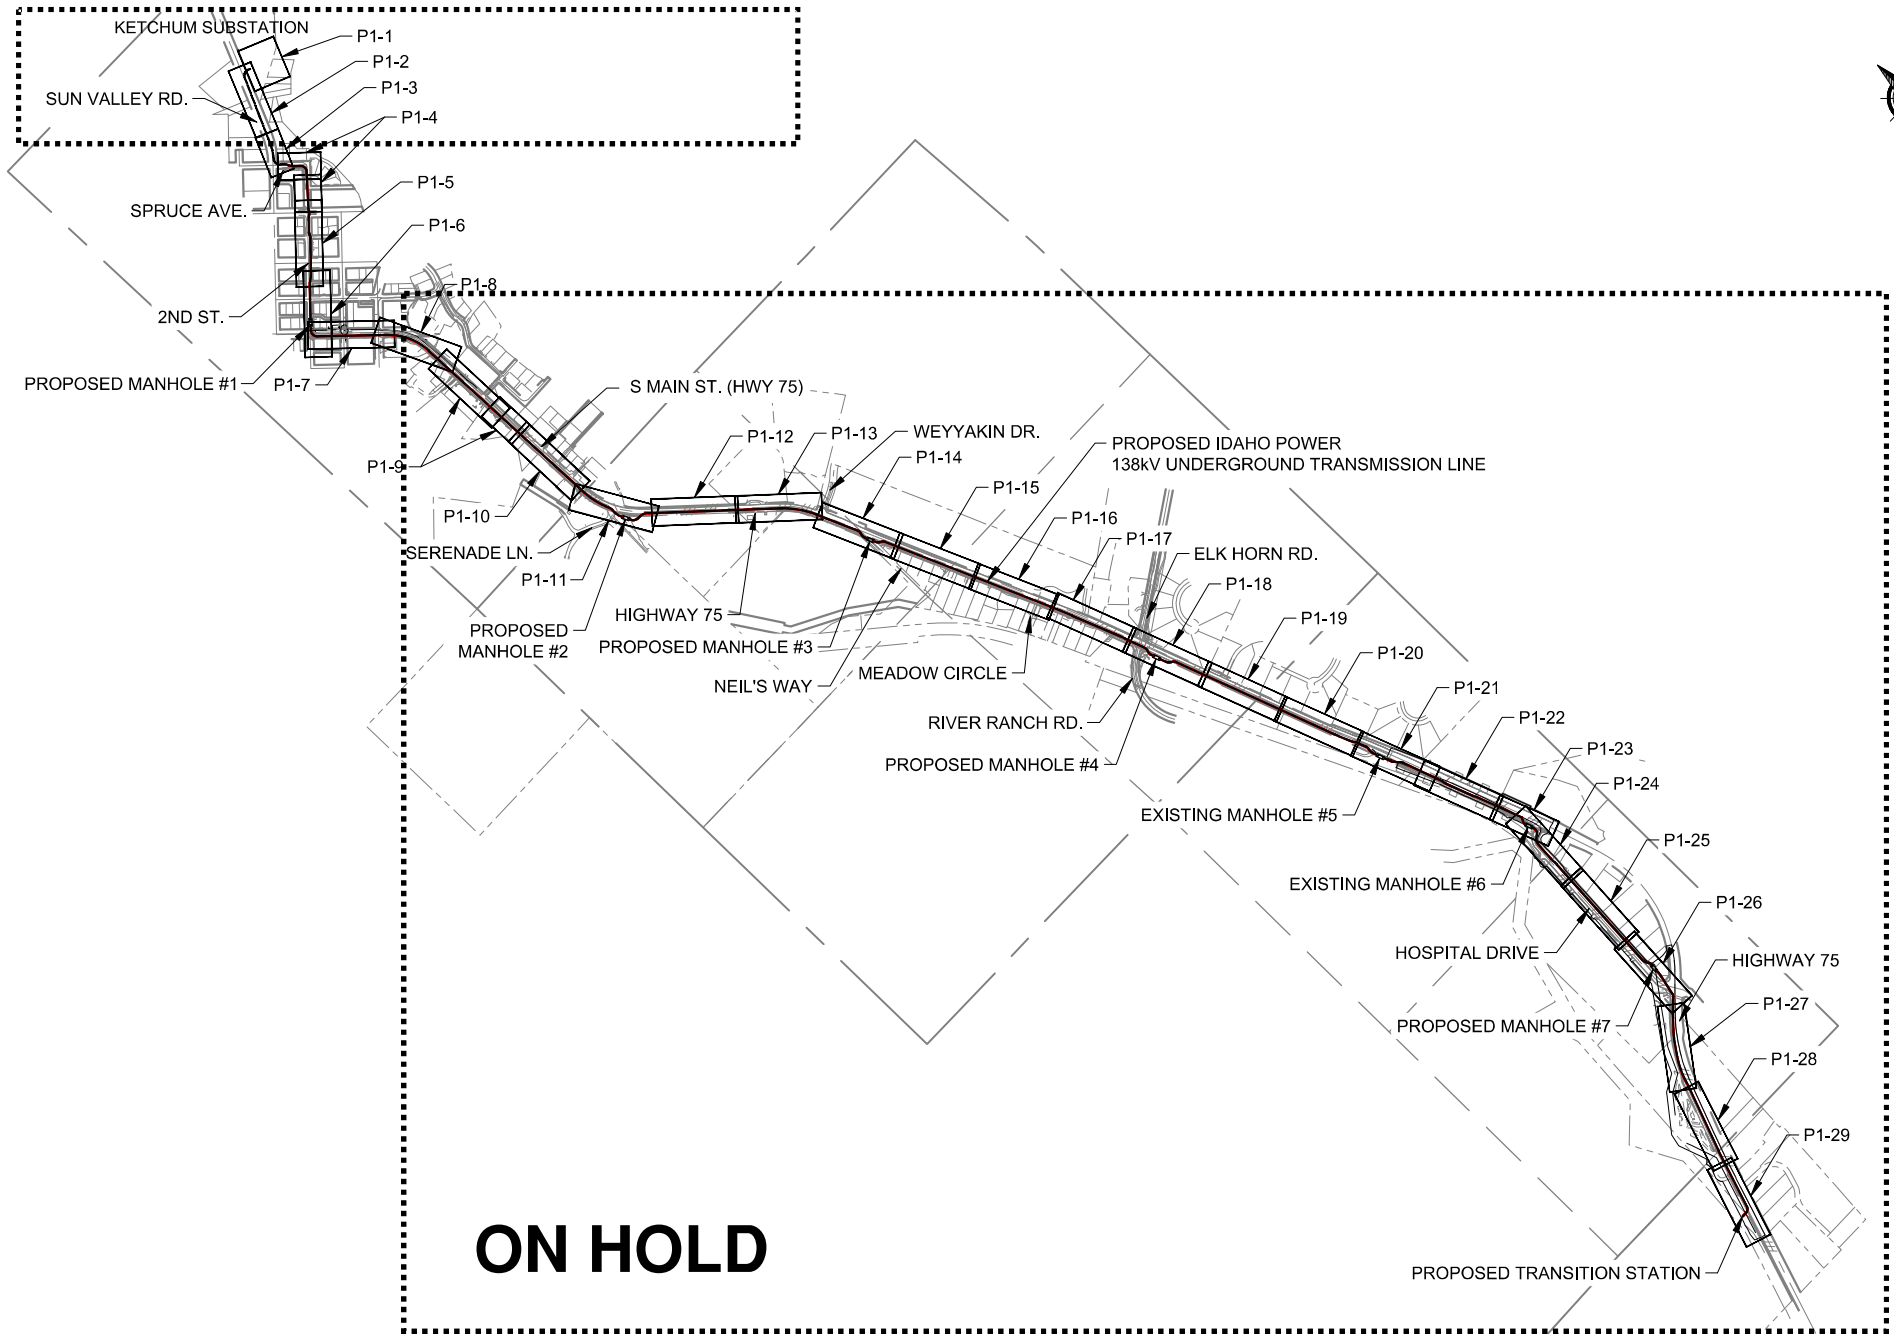 KETCHUM SUBSTATION
P1-1
P1-2
P1-3
SUN VALLEY RD.
P1-4
P1-5
SPRUCE AVE.
P1-6
P1-8
2ND ST.
PROPOSED MANHOLE #1
P1-7
S MAIN ST. (HWY 75)
P1-12
P1-13
WEYYAKIN DR.
P1-14
PROPOSED IDAHO POWER
138kV UNDERGROUND TRANSMISSION LINE
P1-9
P1-15
P1-10
P1-16
P1-17
SERENADE LN.
ELK HORN RD.
P1-11
P1-18
HIGHWAY 75
P1-19
PROPOSED
MANHOLE #2
PROPOSED MANHOLE #3
P1-20
MEADOW CIRCLE
NEIL'S WAY
P1-21
P1-22
RIVER RANCH RD.
P1-23
PROPOSED MANHOLE #4
P1-24
EXISTING MANHOLE #5
P1-25
EXISTING MANHOLE #6
P1-26
HOSPITAL DRIVE
HIGHWAY 75
P1-27
PROPOSED MANHOLE #7
P1-28
P1-29
ON HOLD
PROPOSED TRANSITION STATION